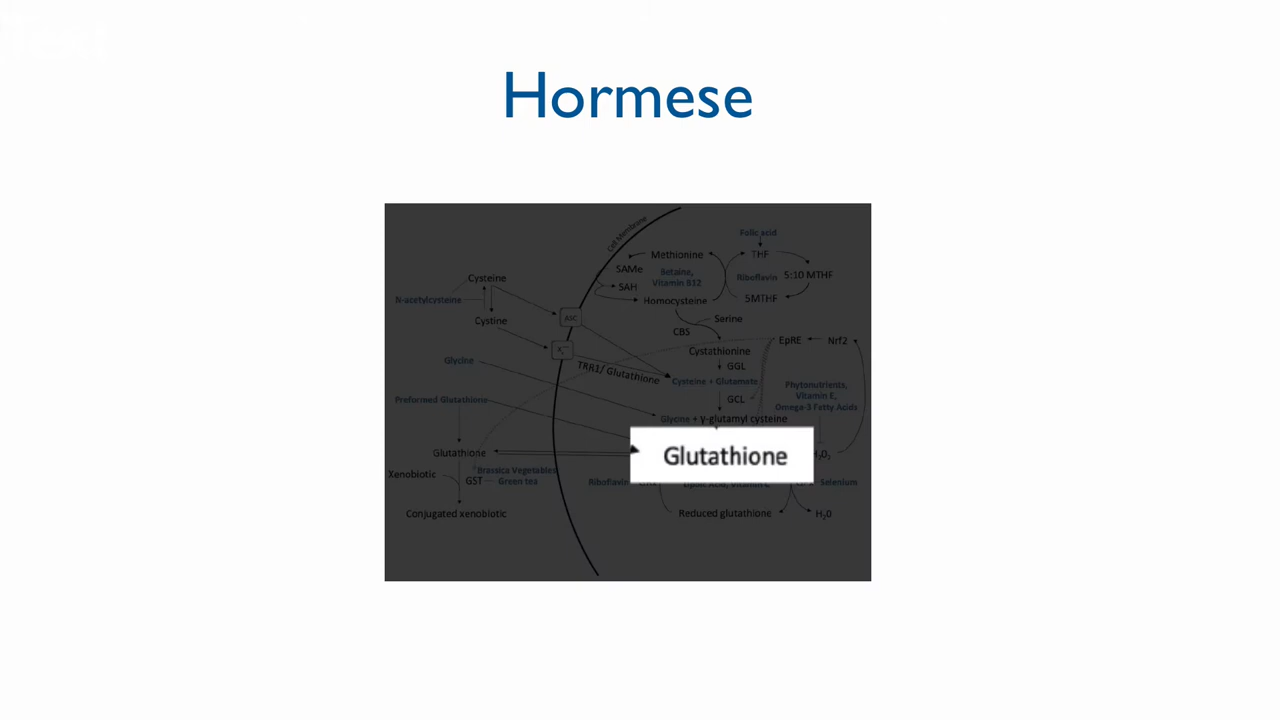 Hormese
Cell Membrane
Folic acid
Methionine
THF
SAMe
Betaine,
Vitamin B12
Riboflavin
5:10 MTHF
Cysteine
SAH
N-acetylcysteine
Homocysteine
5MTHF
Cystine
ASC
Serine
CBS
EpRE
Nrf2
Cystathionine
Glycine
GGL
TRR1/ Glutathione
Cysteine + Glutamate
Phytonutrients,
Vitamin E,
Omega-3 Fatty Acids
Preformed Glutathione
GCL
Glycine + γ-glutamyl cysteine
Glutathione
Glutathione
H₂O₂
Xenobiotic
Brassica Vegetables
GST
Green tea
Riboflavin
Selenium
Conjugated xenobiotic
Reduced glutathione
H₂0